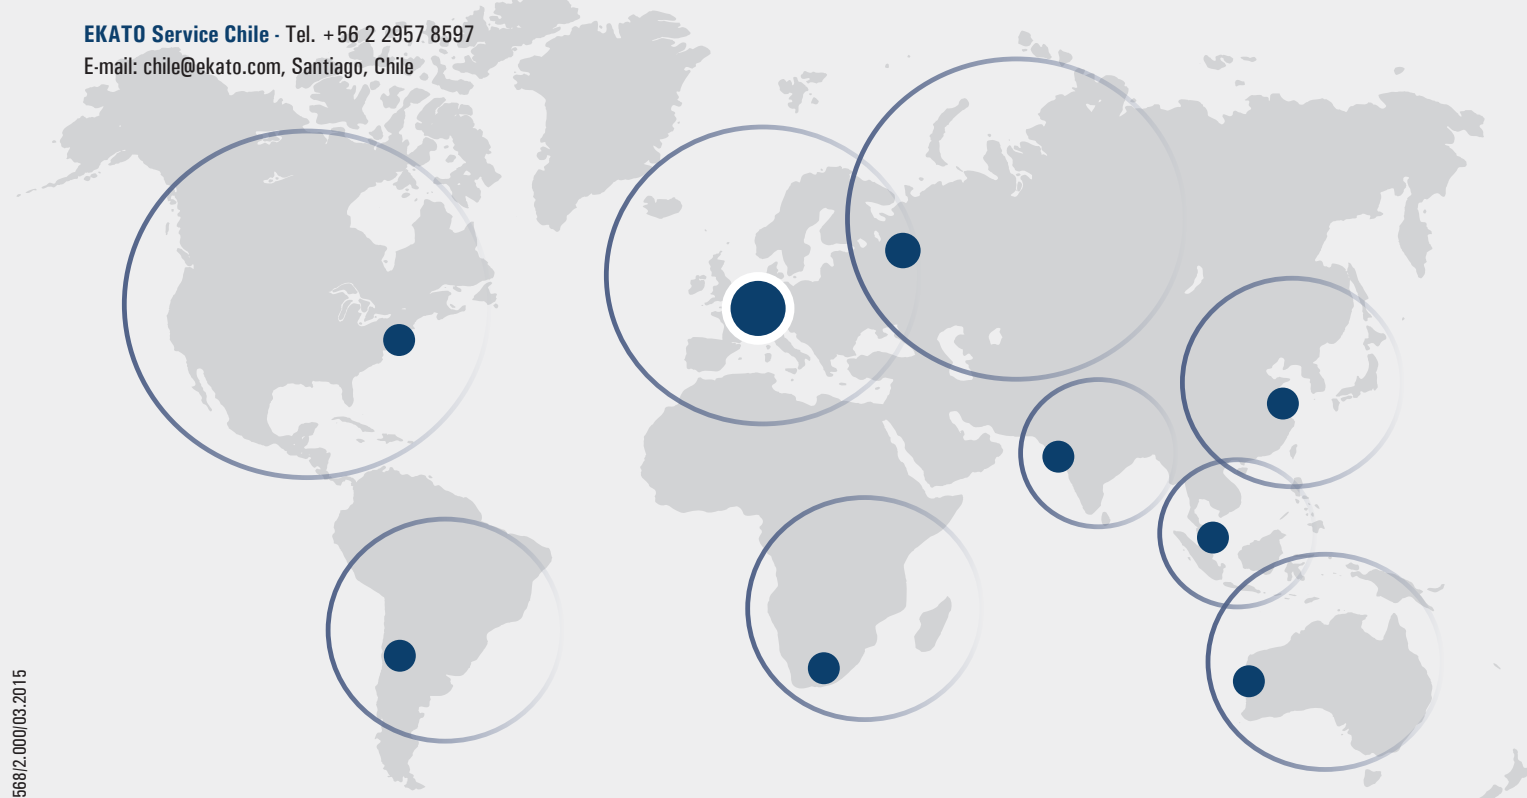 EKATO Service Chile - Tel. +56 2 2957 8597
E-mail: chile@ekato.com, Santiago, Chile
568/2.000/03.2015